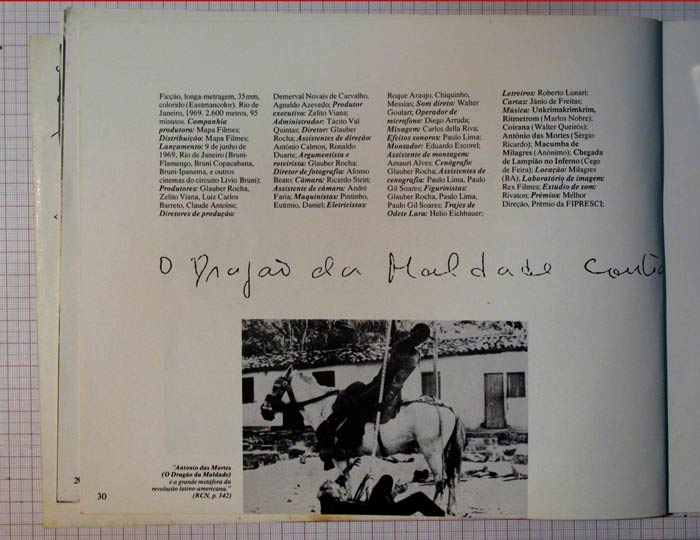 Ficção, longa-metragem, 35mm,
colorido (Eastmancolor). Rio de
Janeiro, 1969. 2.600 metros, 95
minutos. Companhia
produtora: Mapa Filmes;
Distribuição: Mapa Filmes;
Lançamento: 9 de junho de
1969, Rio de Janeiro (Bruni-
Flamengo, Bruni Copacabana,
Bruni-Ipanema, e outros
cinemas do circuito Lívio Bruni);
Produtores: Glauber Rocha,
Zelito Viana, Luiz Carlos
Barreto, Claude Antoine;
Diretores de produção:
Demerval Novais de Carvalho,
Agnaldo Azevedo; Produtor
executivo: Zelito Viana;
Administrador: Tácito Val
Quintas; Diretor: Glauber
Rocha; Assistentes de direção:
Antônio Calmon, Ronaldo
Duarte; Argumentista e
roteirista: Glauber Rocha;
Diretor de fotografia: Afonso
Beato; Câmara: Ricardo Stein;
Assistente de câmara: André
Faria; Maquinistas: Pintinho,
Eutímio, Daniel; Eletricistas:
Roque Araujo, Chiquinho,
Messias; Som direto: Walter
Goulart; Operador de
microfone: Diego Arruda;
Mixagem: Carlos della Riva;
Efeitos sonoros: Paulo Lima;
Montador: Eduardo Escorel;
Assistente de montagem:
Amauri Alves; Cenógrafo:
Glauber Rocha; Assistentes de
cenografia: Paulo Lima, Paulo
Gil Soares; Figurinistas:
Glauber Rocha, Paulo Lima,
Paulo Gil Soares; Trajes de
Odete Lara: Hélio Eichbauer;
Letreiros: Roberto Lunari;
Cartaz: Jânio de Freitas;
Música: Unkrimakrimkrim,
Ritmetrom (Marlos Nobre);
Coirana (Walter Queirós);
Antônio das Mortes (Sérgio
Ricardo); Macumba de
Milagres (Anônimo); Chegada
de Lampião no Inferno (Cego
de Feira); Locação: Milagres
(BA); Laboratório de imagem:
Rex Filmes; Estúdio de som:
Rivaton; Prêmios: Melhor
Direção, Prêmio da FIPRESCI;
O Dragão da Maldade contra
"Antonio das Mortes
(O Dragão da Maldade)
é a grande metáfora da
revolução latino-americana."
(RCN, p. 342)
30